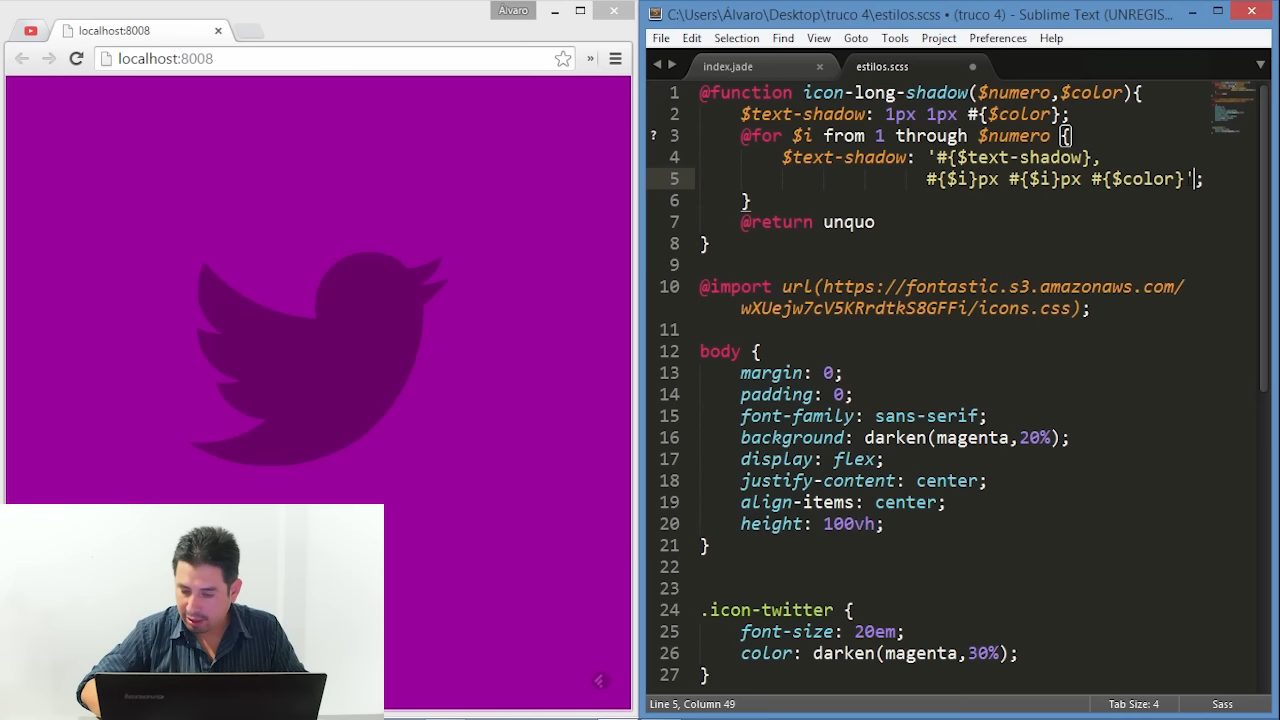 Álvaro
localhost:8008
localhost:8008
C:\Users\Álvaro\Desktop\truco 4\estilos.scss • (truco 4) - Sublime Text (UNREGIS...
File Edit Selection Find View Goto Tools Project Preferences Help
index.jade estilos.scss
1 @function icon-long-shadow($numero,$color){
2 $text-shadow: 1px 1px #{$color};
? 3 @for $i from 1 through $numero {
4 $text-shadow: '#{$text-shadow},
5 #{$i}px #{$i}px #{$color}';
6 }
7 @return unquo
8 }
9
10 @import url(https://fontastic.s3.amazonaws.com/
wXUejw7cV5KRrdtkS8GFFi/icons.css);
11
12 body {
13 margin: 0;
14 padding: 0;
15 font-family: sans-serif;
16 background: darken(magenta,20%);
17 display: flex;
18 justify-content: center;
19 align-items: center;
20 height: 100vh;
21 }
22
23
24 .icon-twitter {
25 font-size: 20em;
26 color: darken(magenta,30%);
27 }
Line 5, Column 49 Tab Size: 4 Sass